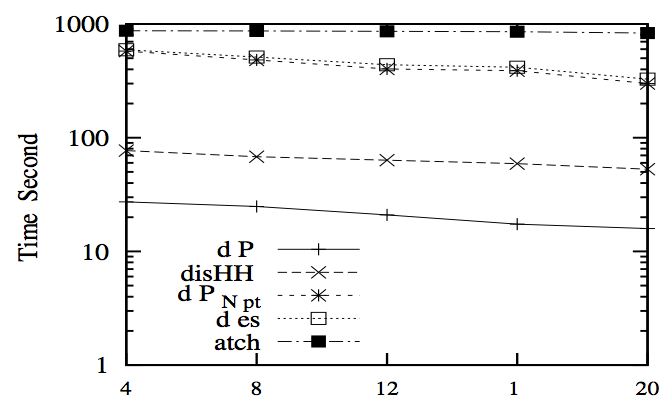 1000
100
10
1
Time Second
d P
disHH
d P N pt
d es
atch
4 8 12 1 20